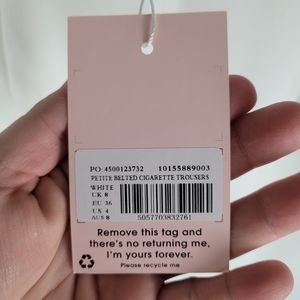 PO 4500123732 10155889003
PETITE BELTED CIGARETTE TROUSERS
WHITE
UK 8
EU 36
US 4
AUS 8
5057703832761
Remove this tag and
there's no returning me,
I'm yours forever.
Please recycle me